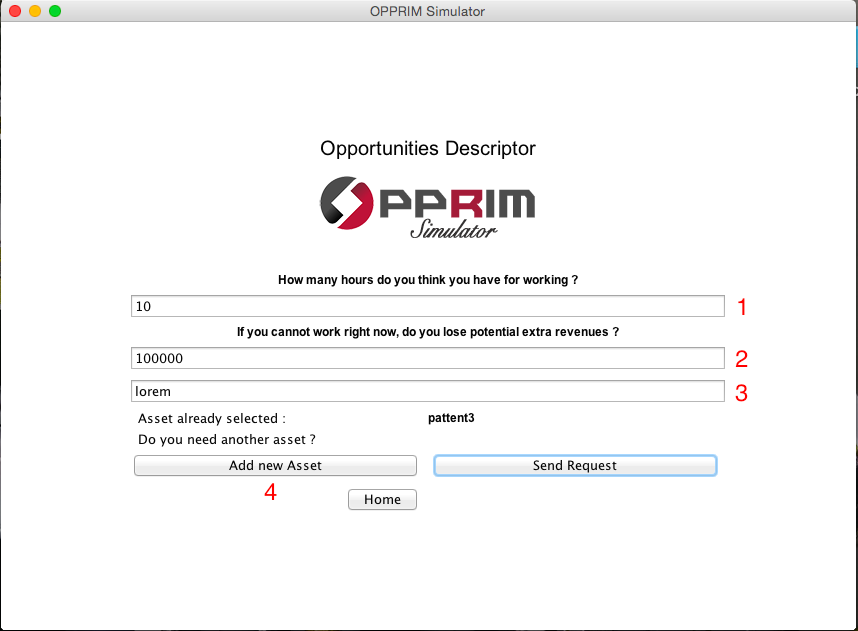 OPPRIM Simulator
Opportunities Descriptor
OPPRIM
Simulator
How many hours do you think you have for working ?
10 1
If you cannot work right now, do you lose potential extra revenues ?
100000 2
lorem 3
Asset already selected : pattent3
Do you need another asset ?
Add new Asset Send Request
4
Home